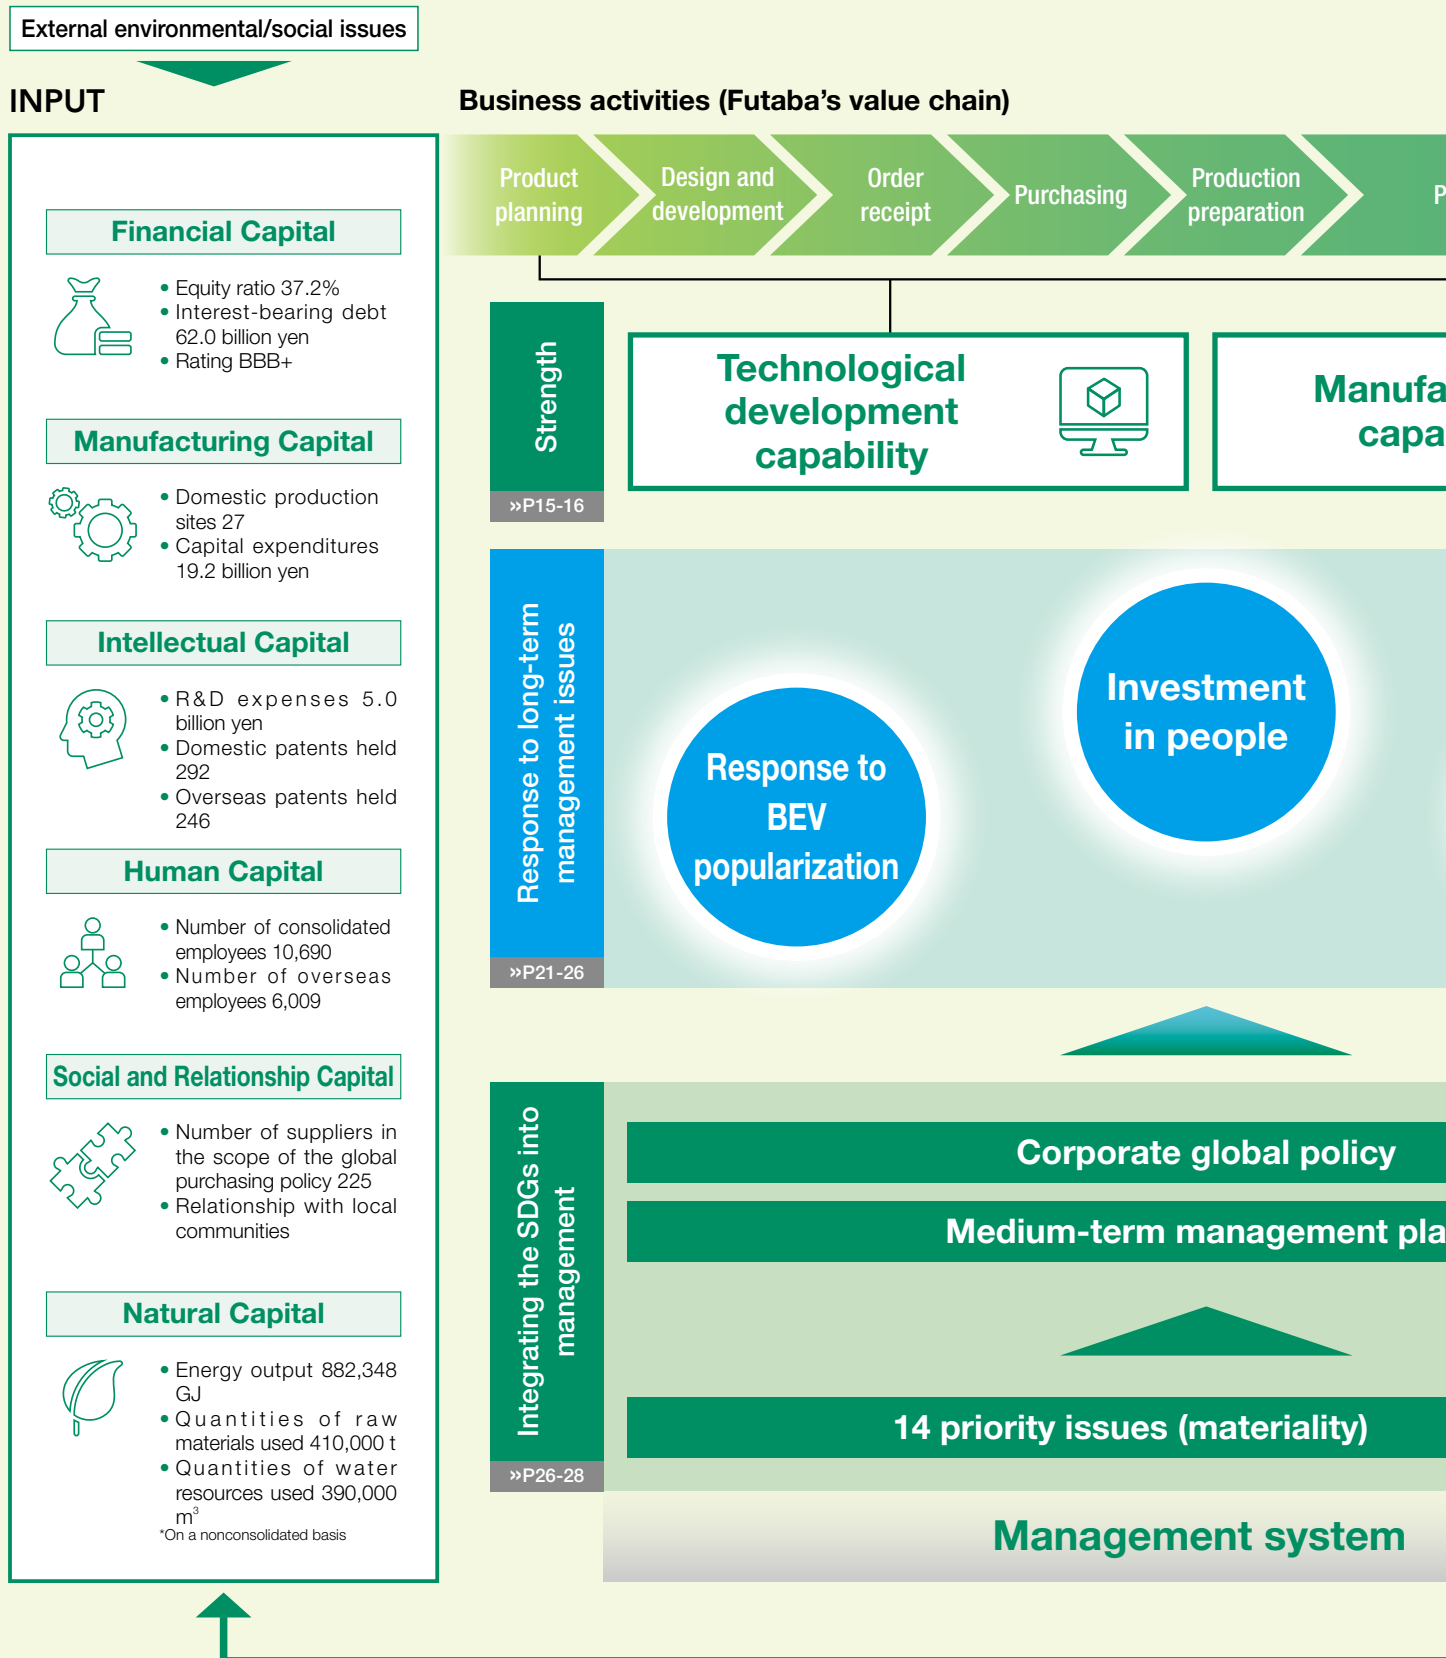 External environmental/social issues
INPUT
Financial Capital
• Equity ratio 37.2%
• Interest-bearing debt
62.0 billion yen
• Rating BBB+
Manufacturing Capital
• Domestic production
sites 27
• Capital expenditures
19.2 billion yen
Intellectual Capital
• R&D expenses 5.0
billion yen
• Domestic patents held
292
• Overseas patents held
246
Human Capital
• Number of consolidated
employees 10,690
• Number of overseas
employees 6,009
Social and Relationship Capital
• Number of suppliers in
the scope of the global
purchasing policy 225
• Relationship with local
communities
Natural Capital
• Energy output 882,348
GJ
• Quantities of raw
materials used 410,000 t
• Quantities of water
resources used 390,000
m³
*On a nonconsolidated basis
Business activities (Futaba's value chain)
Product
planning
Design and
development
Order
receipt
Purchasing
Production
preparation
P
Strength
»P15-16
Technological
development
capability
Manufa
capa
Response to long-term
management issues
»P21-26
Response to
BEV
popularization
Investment
in people
Integrating the SDGs into
management
»P26-28
Corporate global policy
Medium-term management pla
14 priority issues (materiality)
Management system